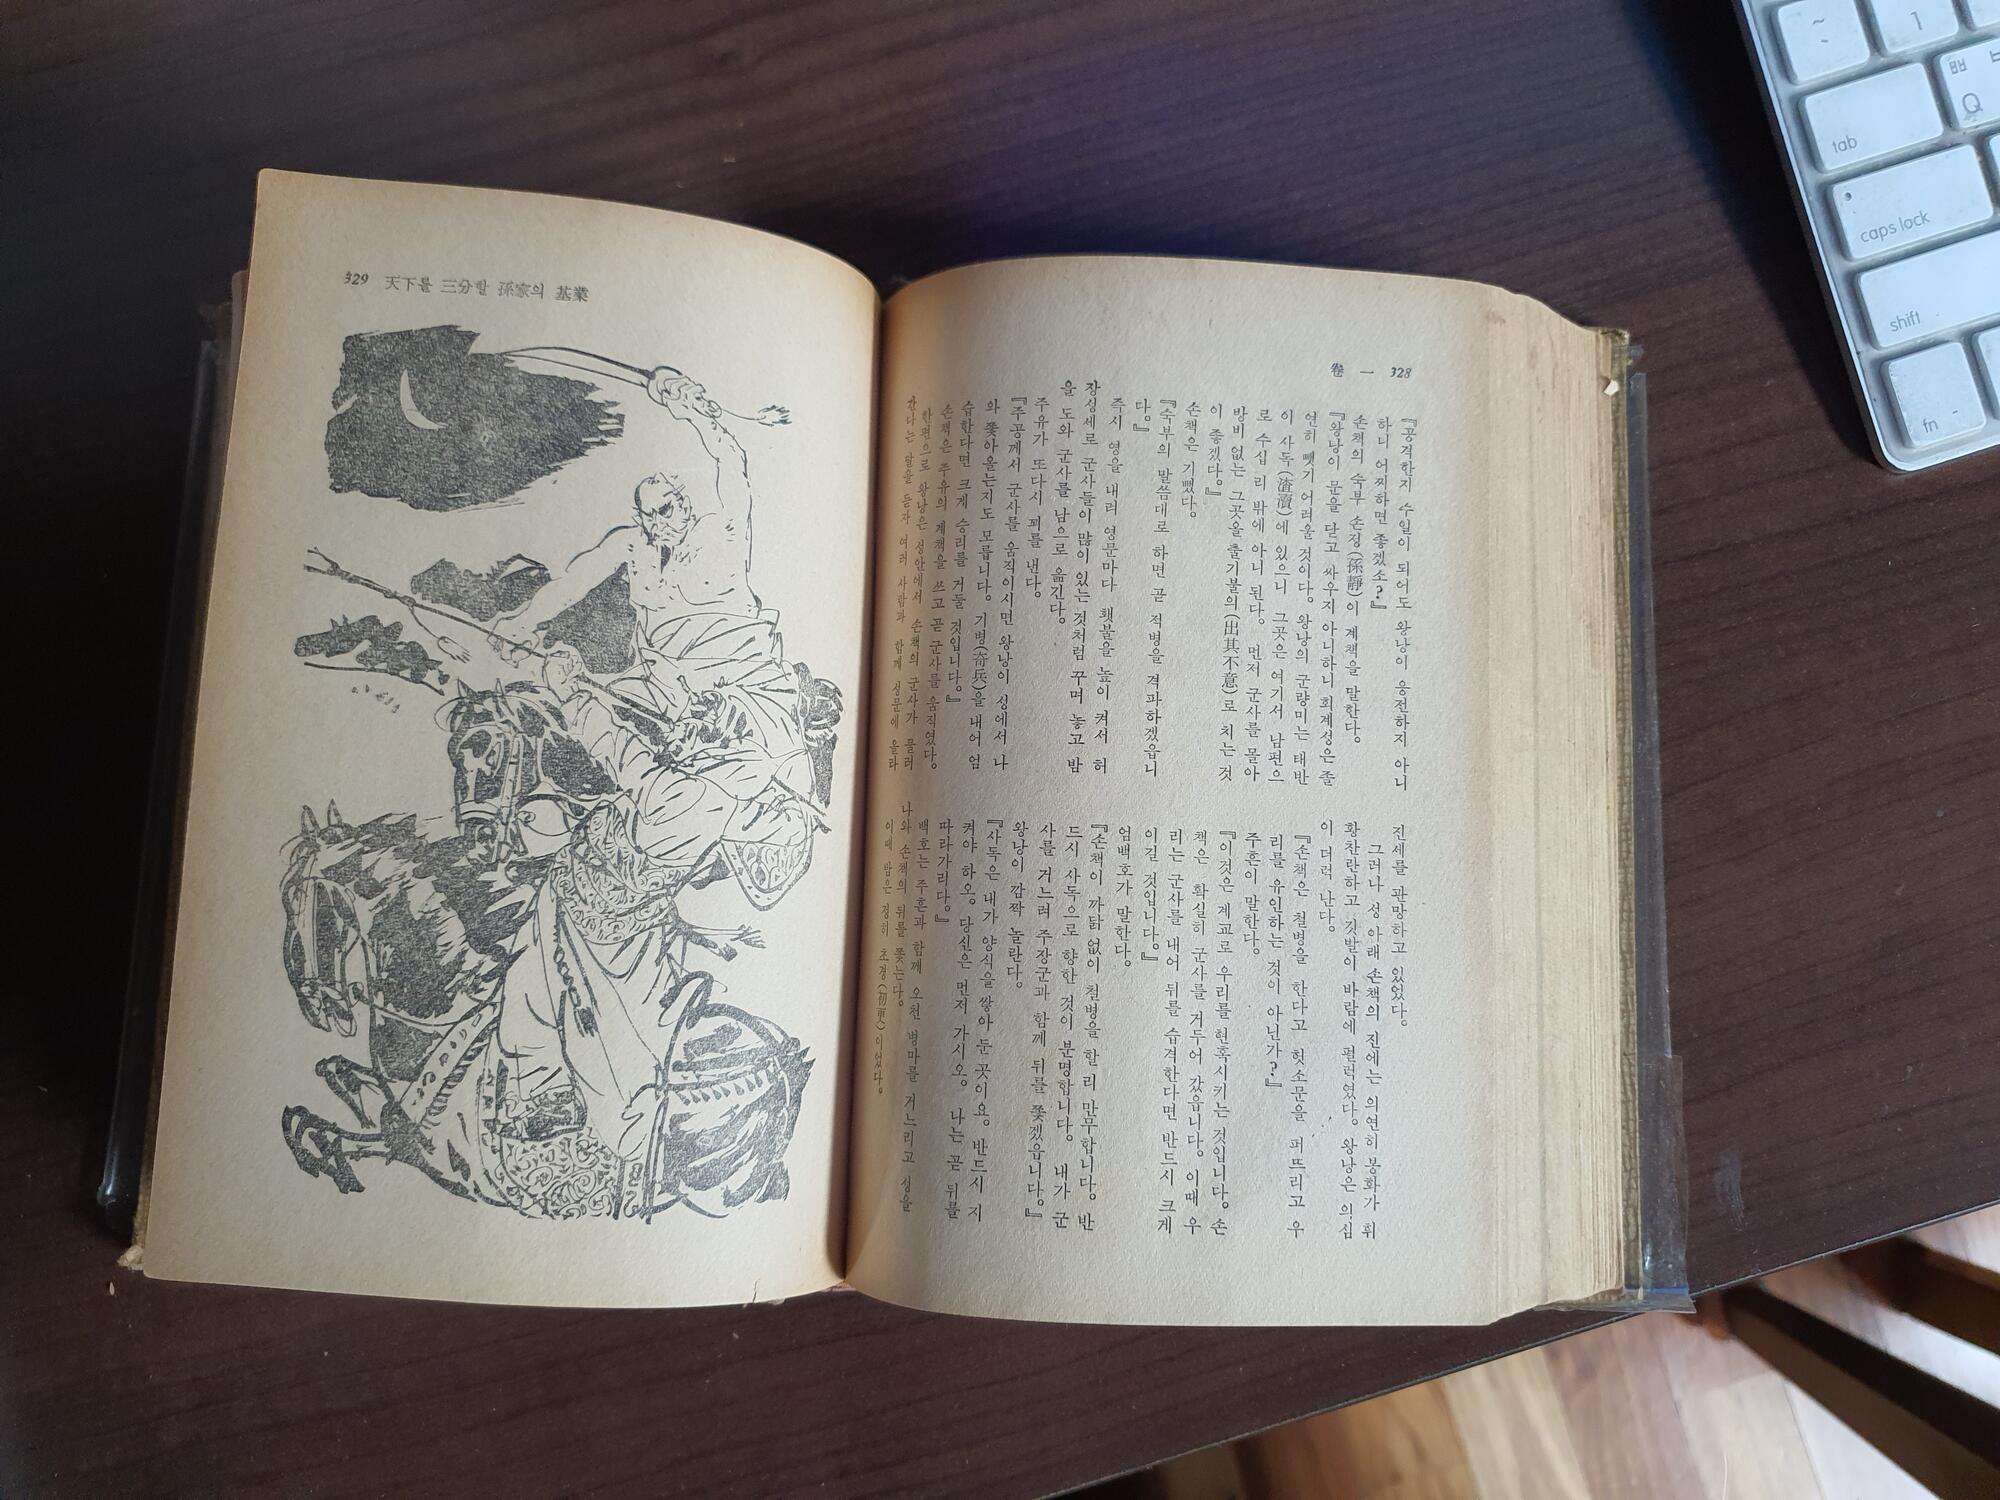 卷 一 328
『공격한지 수일이 되어도 왕낭이 응전하지 아니
하니 어찌하면 좋겠소?』
손책의 숙부 손정(孫靜)이 계책을 말한다.
『왕낭이 문을 닫고 싸우지 아니하니 회계성은 졸
연히 뺏기 어려울 것이다. 왕낭의 군량미는 태반
이 사독(渣瀆)에 있으니 그곳은 여기서 남편으
로 수십 리 밖에 아니 된다. 먼저 군사를 몰아
방비 없는 그곳을 출기불의(出其不意)로 치는 것
이 좋겠다.』
손책은 기뻤다.
『숙부의 말씀대로 하면 곧 적병을 격파하겠읍니
다.』
즉시 영을 내려 영문마다 횃불을 높이 켜서 허
장성세로 군사들이 많이 있는 것처럼 꾸며 놓고 밤
을 도와 군사를 남으로 옮긴다.
주유가 또다시 꾀를 낸다.
『주공께서 군사를 움직이시면 왕낭이 성에서 나
와 쫓아올는지도 모릅니다. 기병(奇兵)을 내어 엄
습한다면 크게 승리를 거둘 것입니다.』
손책은 주유의 계책을 쓰고 곧 군사를 움직였다.
한편으로 왕낭은 성안에서 손책의 군사가 물러
간다는 말을 듣자 여러 사람과 함께 성문에 올라
진세를 관망하고 있었다.
그러나 성 아래 손책의 진에는 의연히 봉화가 휘
황찬란하고 깃발이 바람에 펄럭였다. 왕낭은 의심
이 더럭 난다.
『손책은 철병을 한다고 헛소문을 퍼뜨리고 우
리를 유인하는 것이 아닌가?』
주흔이 말한다.
『이것은 계교로 우리를 현혹시키는 것입니다. 손
책은 확실히 군사를 거두어 갔읍니다. 이때 우
리는 군사를 내어 뒤를 습격한다면 반드시 크게
이길 것입니다.』
엄백호가 말한다.
『손책이 까닭 없이 철병을 할 리 만무합니다. 반
드시 사독으로 향한 것이 분명합니다. 내가 군
사를 거느려 주장군과 함께 뒤를 쫓겠읍니다.』
왕낭이 깜짝 놀란다.
『사독은 내가 양식을 쌓아 둔 곳이요. 반드시 지
켜야 하오. 당신은 먼저 가시오. 나는 곧 뒤를
따라가리다.』
백호는 주흔과 함께 오천 병마를 거느리고 성을
나와 손책의 뒤를 쫓는다.
이때 밤은 정히 초경(初更)이었다.
329 天下를 三分할 孫家의 基業
~
`
1
ㅃ
ㅂ
Q
tab
caps lock
shift
fn